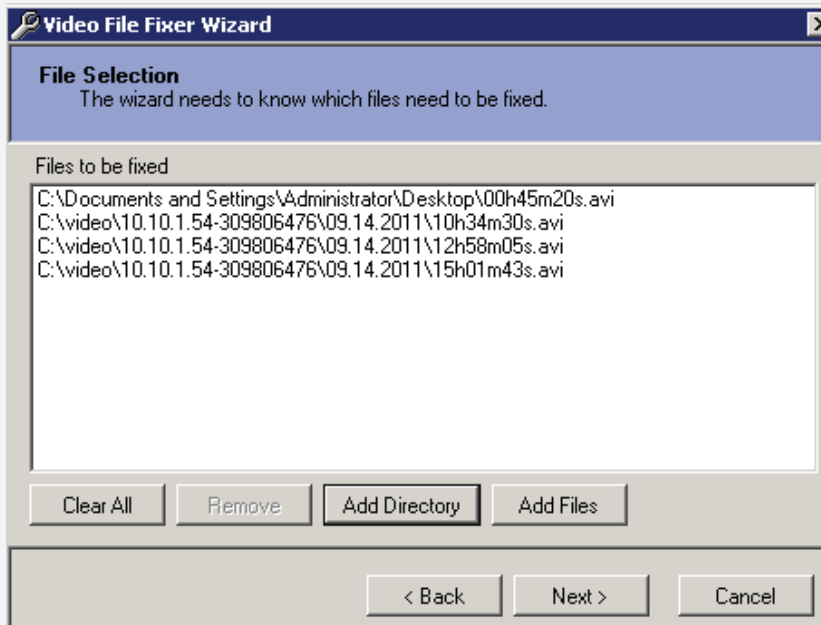 Video File Fixer Wizard
File Selection
The wizard needs to know which files need to be fixed.
Files to be fixed
C:\Documents and Settings\Administrator\Desktop\00h45m20s.avi
C:\video\10.10.1.54-309806476\09.14.2011\10h34m30s.avi
C:\video\10.10.1.54-309806476\09.14.2011\12h58m05s.avi
C:\video\10.10.1.54-309806476\09.14.2011\15h01m43s.avi
Clear All Remove Add Directory Add Files
< Back Next > Cancel